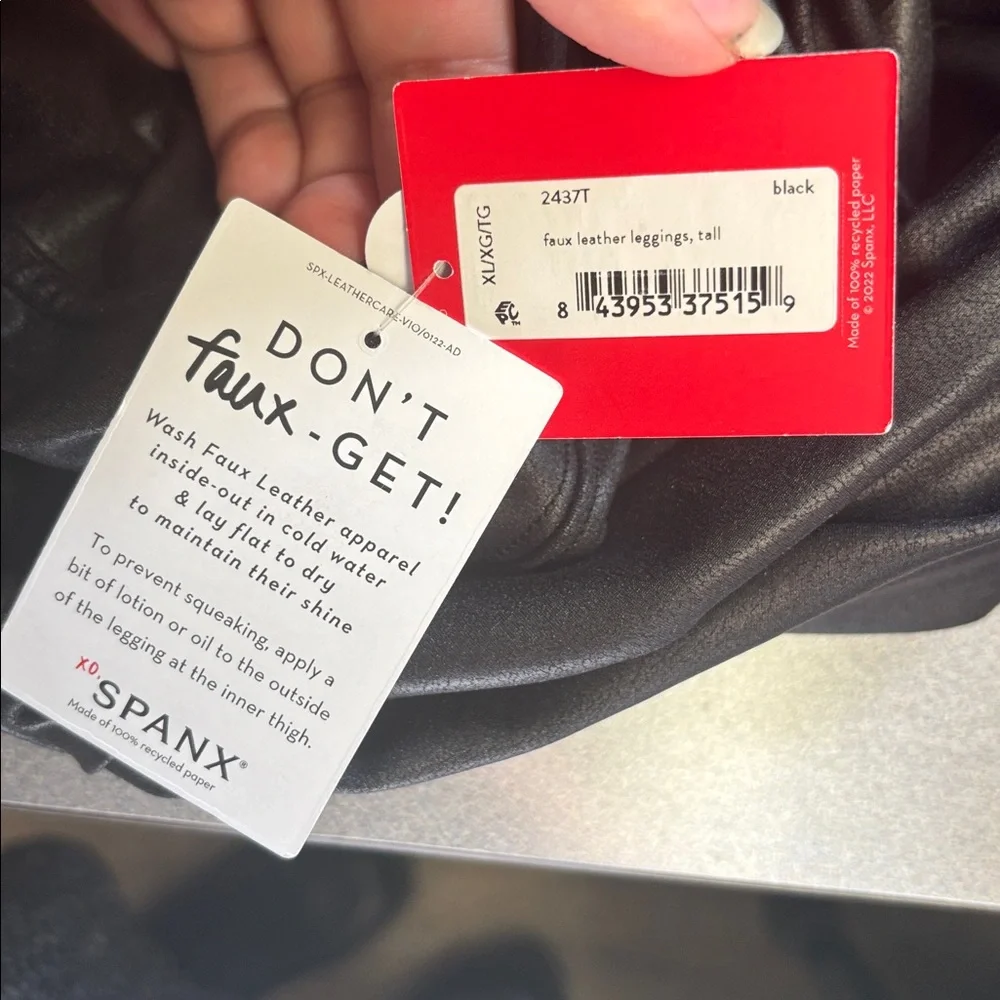 2437T
black
XL/XG/TG
faux leather leggings, tall
8 43953 37515 9
EPC™
Made of 100% recycled paper
© 2022 Spanx, LLC
SPX-LEATHERCARE-V10/0122-AD
DON'T
faux-GET!
Wash Faux Leather apparel
inside-out in cold water
& lay flat to dry
to maintain their shine
To prevent squeaking, apply a
bit of lotion or oil to the outside
of the legging at the inner thigh.
XO,
SPANX®
Made of 100% recycled paper